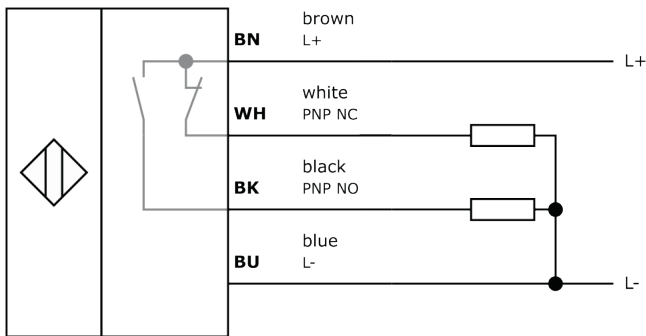 brown
BN L+
L+
white
WH PNP NC
black
BK PNP NO
blue
BU L-
L-